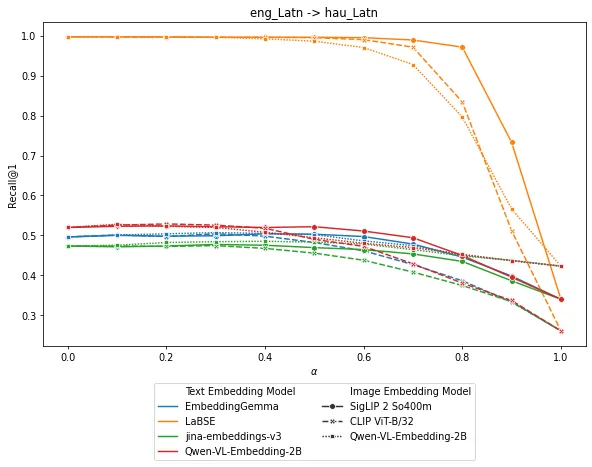 eng_Latn -> hau_Latn
1.0
0.9
0.8
0.7
0.6
0.5
0.4
0.3
Recall@1
0.0 0.2 0.4 0.6 0.8 1.0
α
Text Embedding Model
EmbeddingGemma
LaBSE
jina-embeddings-v3
Qwen-VL-Embedding-2B
Image Embedding Model
SigLIP 2 So400m
CLIP ViT-B/32
Qwen-VL-Embedding-2B